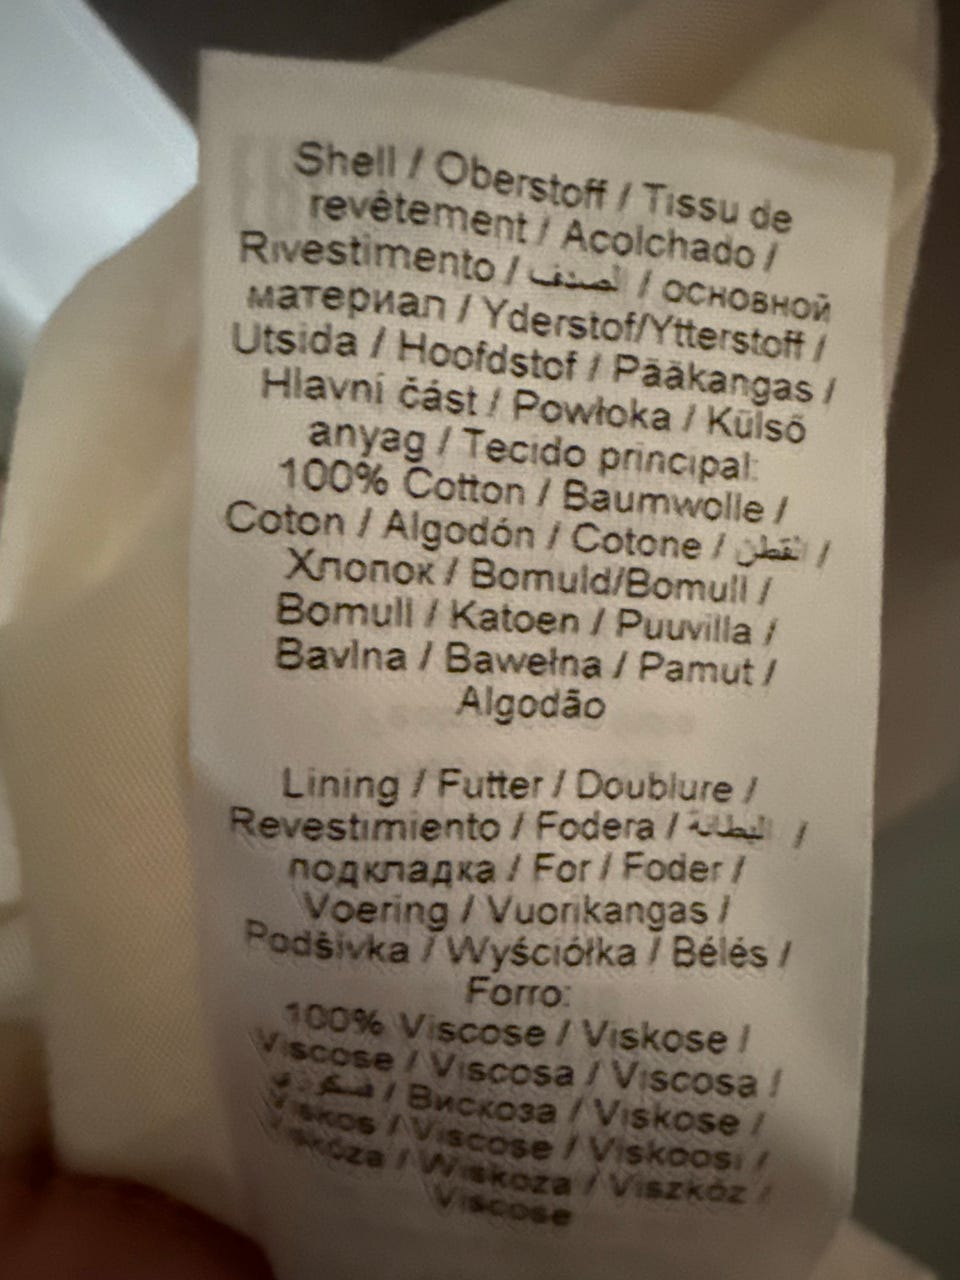 Shell / Oberstoff / Tissu de
revêtement / Acolchado /
Rivestimento / الصدف / основной
материал / Yderstof/Ytterstoff /
Utsida / Hoofdstof / Pääkangas /
Hlavní část / Powłoka / Külső
anyag / Tecido principal:
100% Cotton / Baumwolle /
Coton / Algodón / Cotone / القطن /
Хлопок / Bomuld/Bomull /
Bomull / Katoen / Puuvilla /
Bavlna / Bawełna / Pamut /
Algodão
Lining / Futter / Doublure /
Revestimiento / Fodera / البطانة /
подкладка / For / Foder /
Voering / Vuorikangas /
Podšívka / Wyściółka / Bélés /
Forro:
100% Viscose / Viskose /
Viscose / Viscosa / Viscosa /
/ Вискоза / Viskose /
Viskos / Viscose / Viskoosi /
Viskóza / Wiskoza / Viszkóz /
Viscose